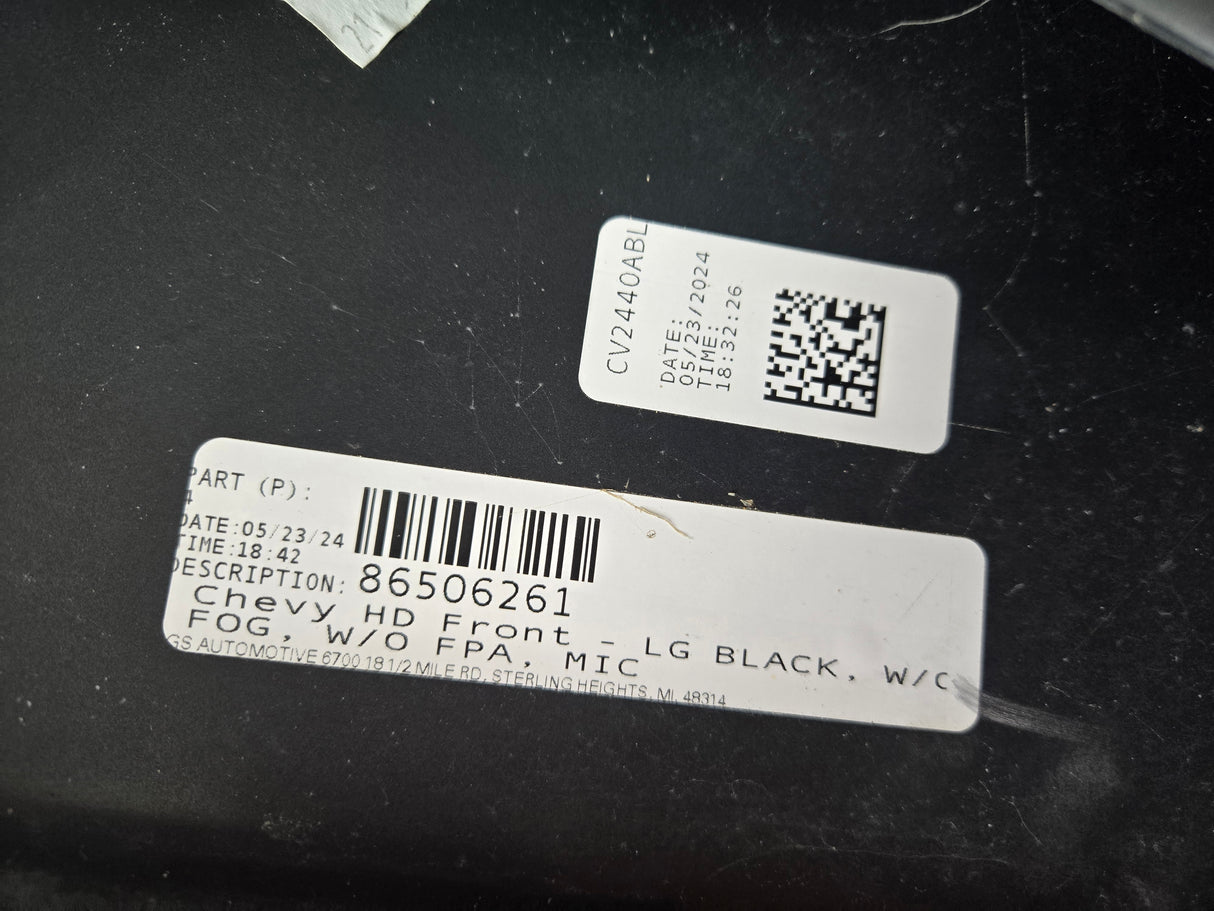 21
CV2440ABL
DATE:
05/23/2024
TIME:
18:32:26
PART (P):
4
DATE:05/23/24
TIME:18:42
DESCRIPTION:
86506261
Chevy HD Front - LG BLACK, W/C
FOG, W/O FPA, MIC
GS AUTOMOTIVE 6700 18 1/2 MILE RD, STERLING HEIGHTS, MI, 48314